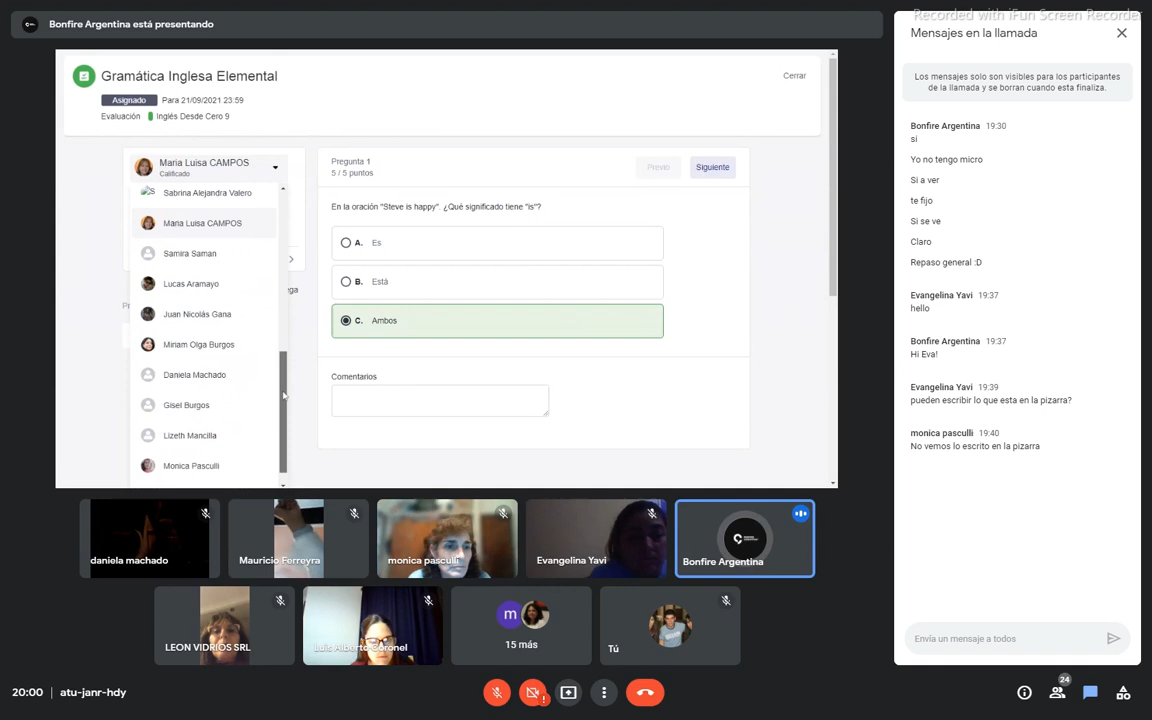 Bonfire Argentina está presentando
Recorded with iFun Screen Recorder
Gramática Inglesa Elemental
Cerrar
Asignado Para 21/09/2021 23:59
Evaluación Inglés Desde Cero 9
Maria Luisa CAMPOS
Calificado
Sabrina Alejandra Valero
Maria Luisa CAMPOS
Samira Saman
Lucas Aramayo
Juan Nicolás Gana
Miriam Olga Burgos
Daniela Machado
Gisel Burgos
Lizeth Mancilla
Monica Pasculli
ega
Pr
Pregunta 1
5 / 5 puntos
Previo
Siguiente
En la oración "Steve is happy". ¿Qué significado tiene "is"?
A. Es
B. Está
C. Ambos
Comentarios
daniela machado
Mauricio Ferreyra
monica pasculli
Evangelina Yavi
Bonfire Argentina
LEON VIDRIOS SRL
Luis Alberto Coronel
m
15 más
Tú
20:00 | atu-janr-hdy
24
Mensajes en la llamada
Los mensajes solo son visibles para los participantes
de la llamada y se borran cuando esta finaliza.
Bonfire Argentina 19:30
si
Yo no tengo micro
Si a ver
te fijo
Si se ve
Claro
Repaso general :D
Evangelina Yavi 19:37
hello
Bonfire Argentina 19:37
Hi Eva!
Evangelina Yavi 19:39
pueden escribir lo que esta en la pizarra?
monica pasculli 19:40
No vemos lo escrito en la pizarra
Envía un mensaje a todos